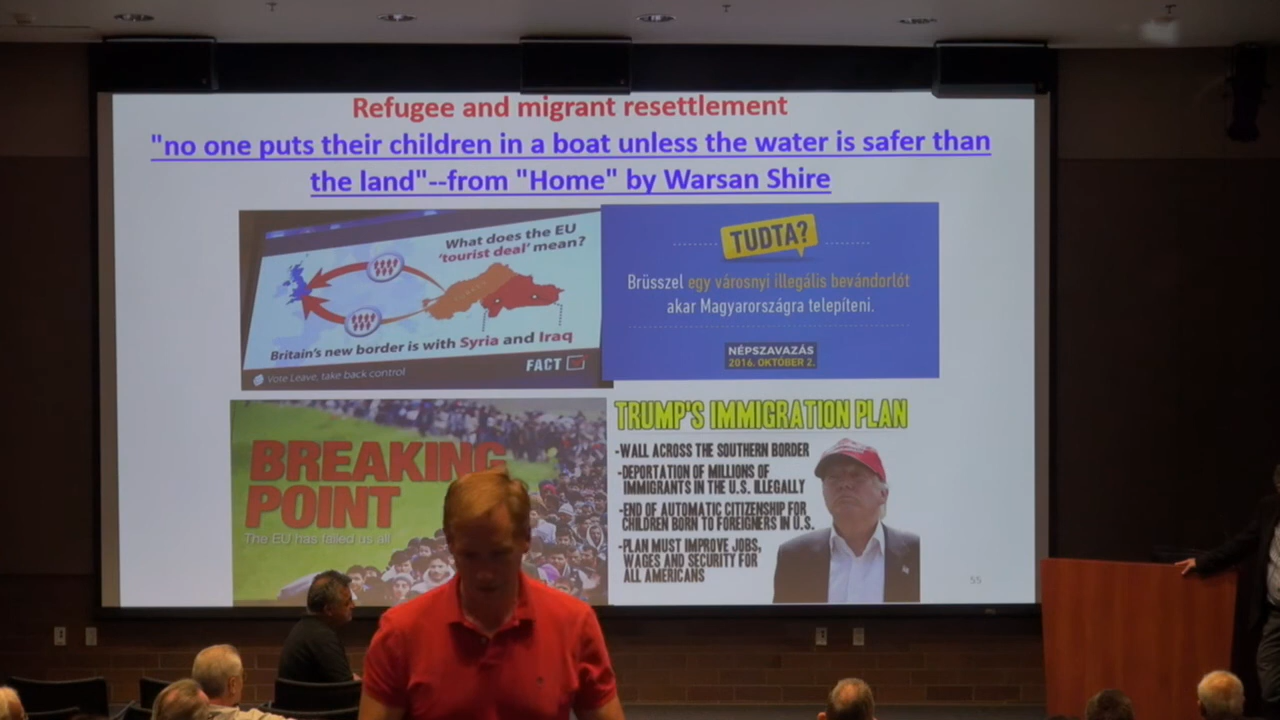 Refugee and migrant resettlement
"no one puts their children in a boat unless the water is safer than
the land"--from "Home" by Warsan Shire
What does the EU
'tourist deal' mean?
Britain's new border is with Syria and Iraq
FACT
Vote Leave, take back control
TUDTA?
Brüsszel egy városnyi illegális bevándorlót
akar Magyarországra telepíteni.
NÉPSZAVAZÁS
2016. OKTÓBER 2.
BREAKING
POINT
The EU has failed us all
TRUMP'S IMMIGRATION PLAN
-WALL ACROSS THE SOUTHERN BORDER
-DEPORTATION OF MILLIONS OF
IMMIGRANTS IN THE U.S. ILLEGALLY
-END OF AUTOMATIC CITIZENSHIP FOR
CHILDREN BORN TO FOREIGNERS IN U.S.
-PLAN MUST IMPROVE JOBS,
WAGES AND SECURITY FOR
ALL AMERICANS
55